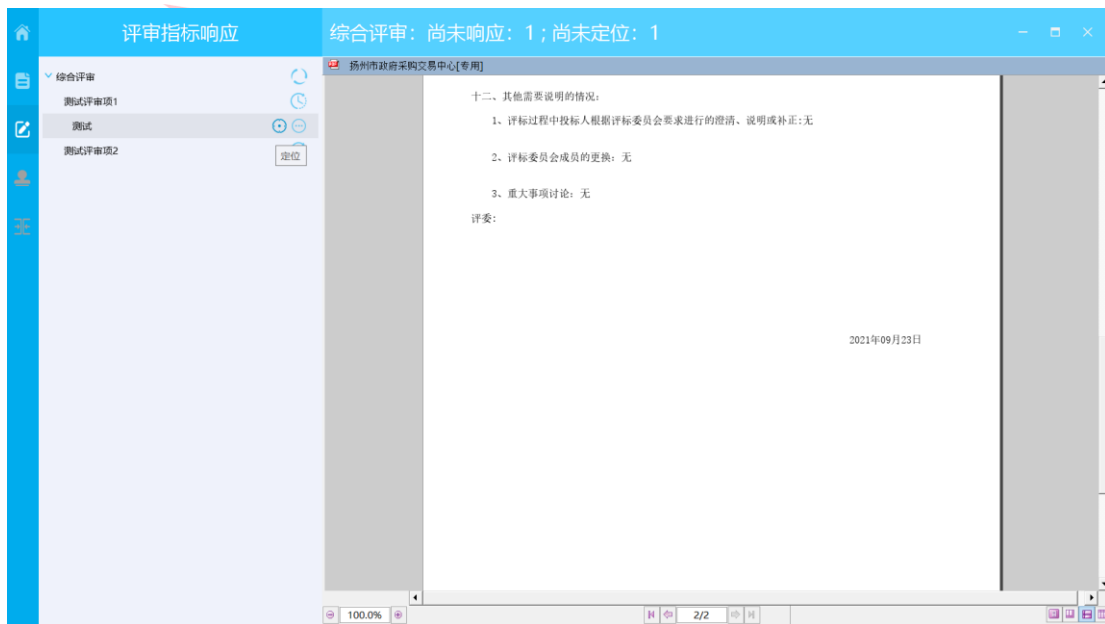 评审指标响应
综合评审：尚未响应：1；尚未定位：1
综合评审
测试评审项1
测试
测试评审项2
定位
扬州市政府采购交易中心[专用]
十二、其他需要说明的情况：
1、评标过程中投标人根据评标委员会要求进行的澄清、说明或补正:无
2、评标委员会成员的更换：无
3、重大事项讨论：无
评委：
2021年09月23日
100.0%
2/2